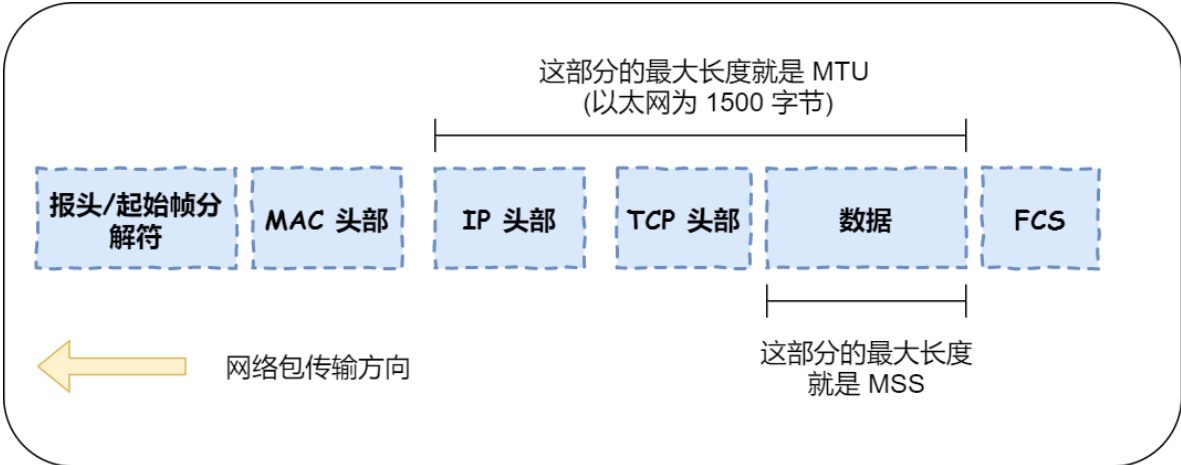 这部分的最大长度就是 MTU
(以太网为 1500 字节)
报头/起始帧分
解符
MAC 头部
IP 头部
TCP 头部
数据
FCS
网络包传输方向
这部分的最大长度
就是 MSS